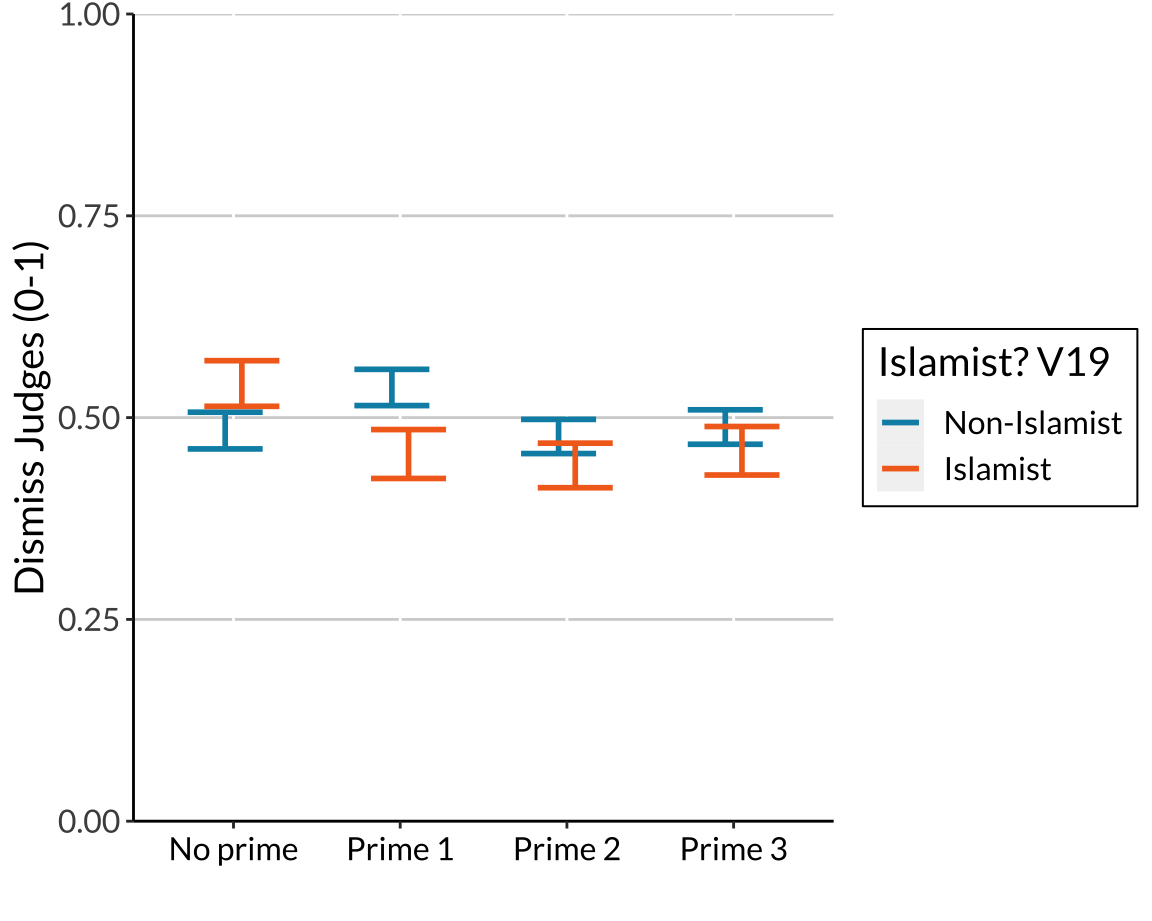 1.00
0.75
0.50
0.25
0.00
Dismiss Judges (0-1)
No prime
Prime 1
Prime 2
Prime 3
Islamist? V19
Non-Islamist
Islamist